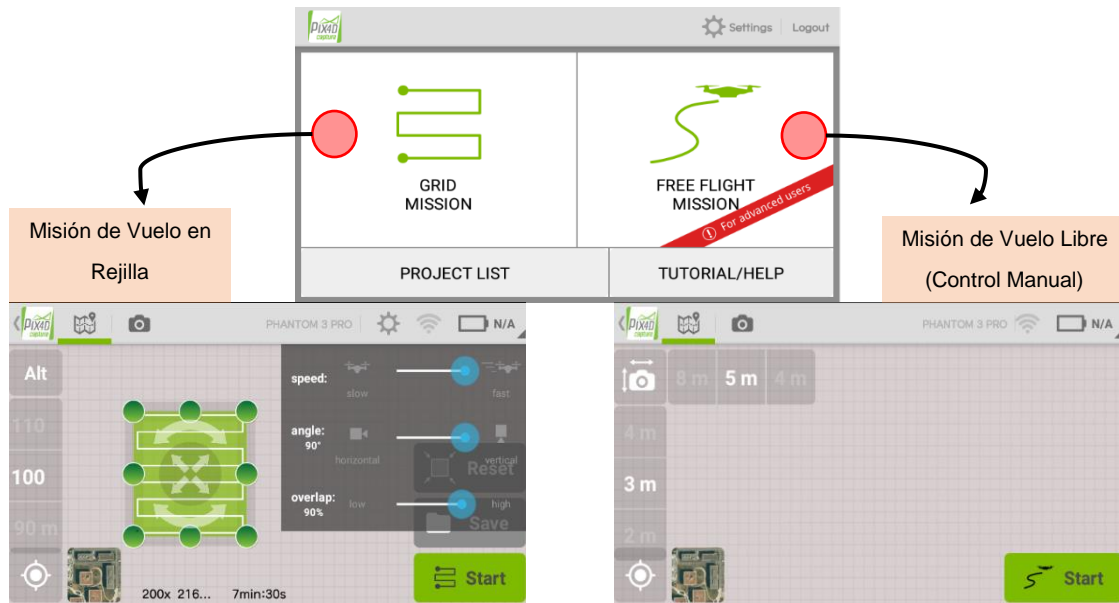 PIX4D
capture
Settings
Logout
GRID
MISSION
FREE FLIGHT
MISSION
For advanced users
PROJECT LIST
TUTORIAL/HELP
Misión de Vuelo en
Rejilla
Misión de Vuelo Libre
(Control Manual)
PIX4D
capture
PHANTOM 3 PRO
N/A
Alt
110
100
90 m
speed:
slow
fast
angle:
90°
horizontal
vertical
Reset
overlap:
90%
low
high
Save
200x 216...
7min:30s
Start
PIX4D
capture
PHANTOM 3 PRO
N/A
8 m
5 m
4 m
4 m
3 m
2 m
Start